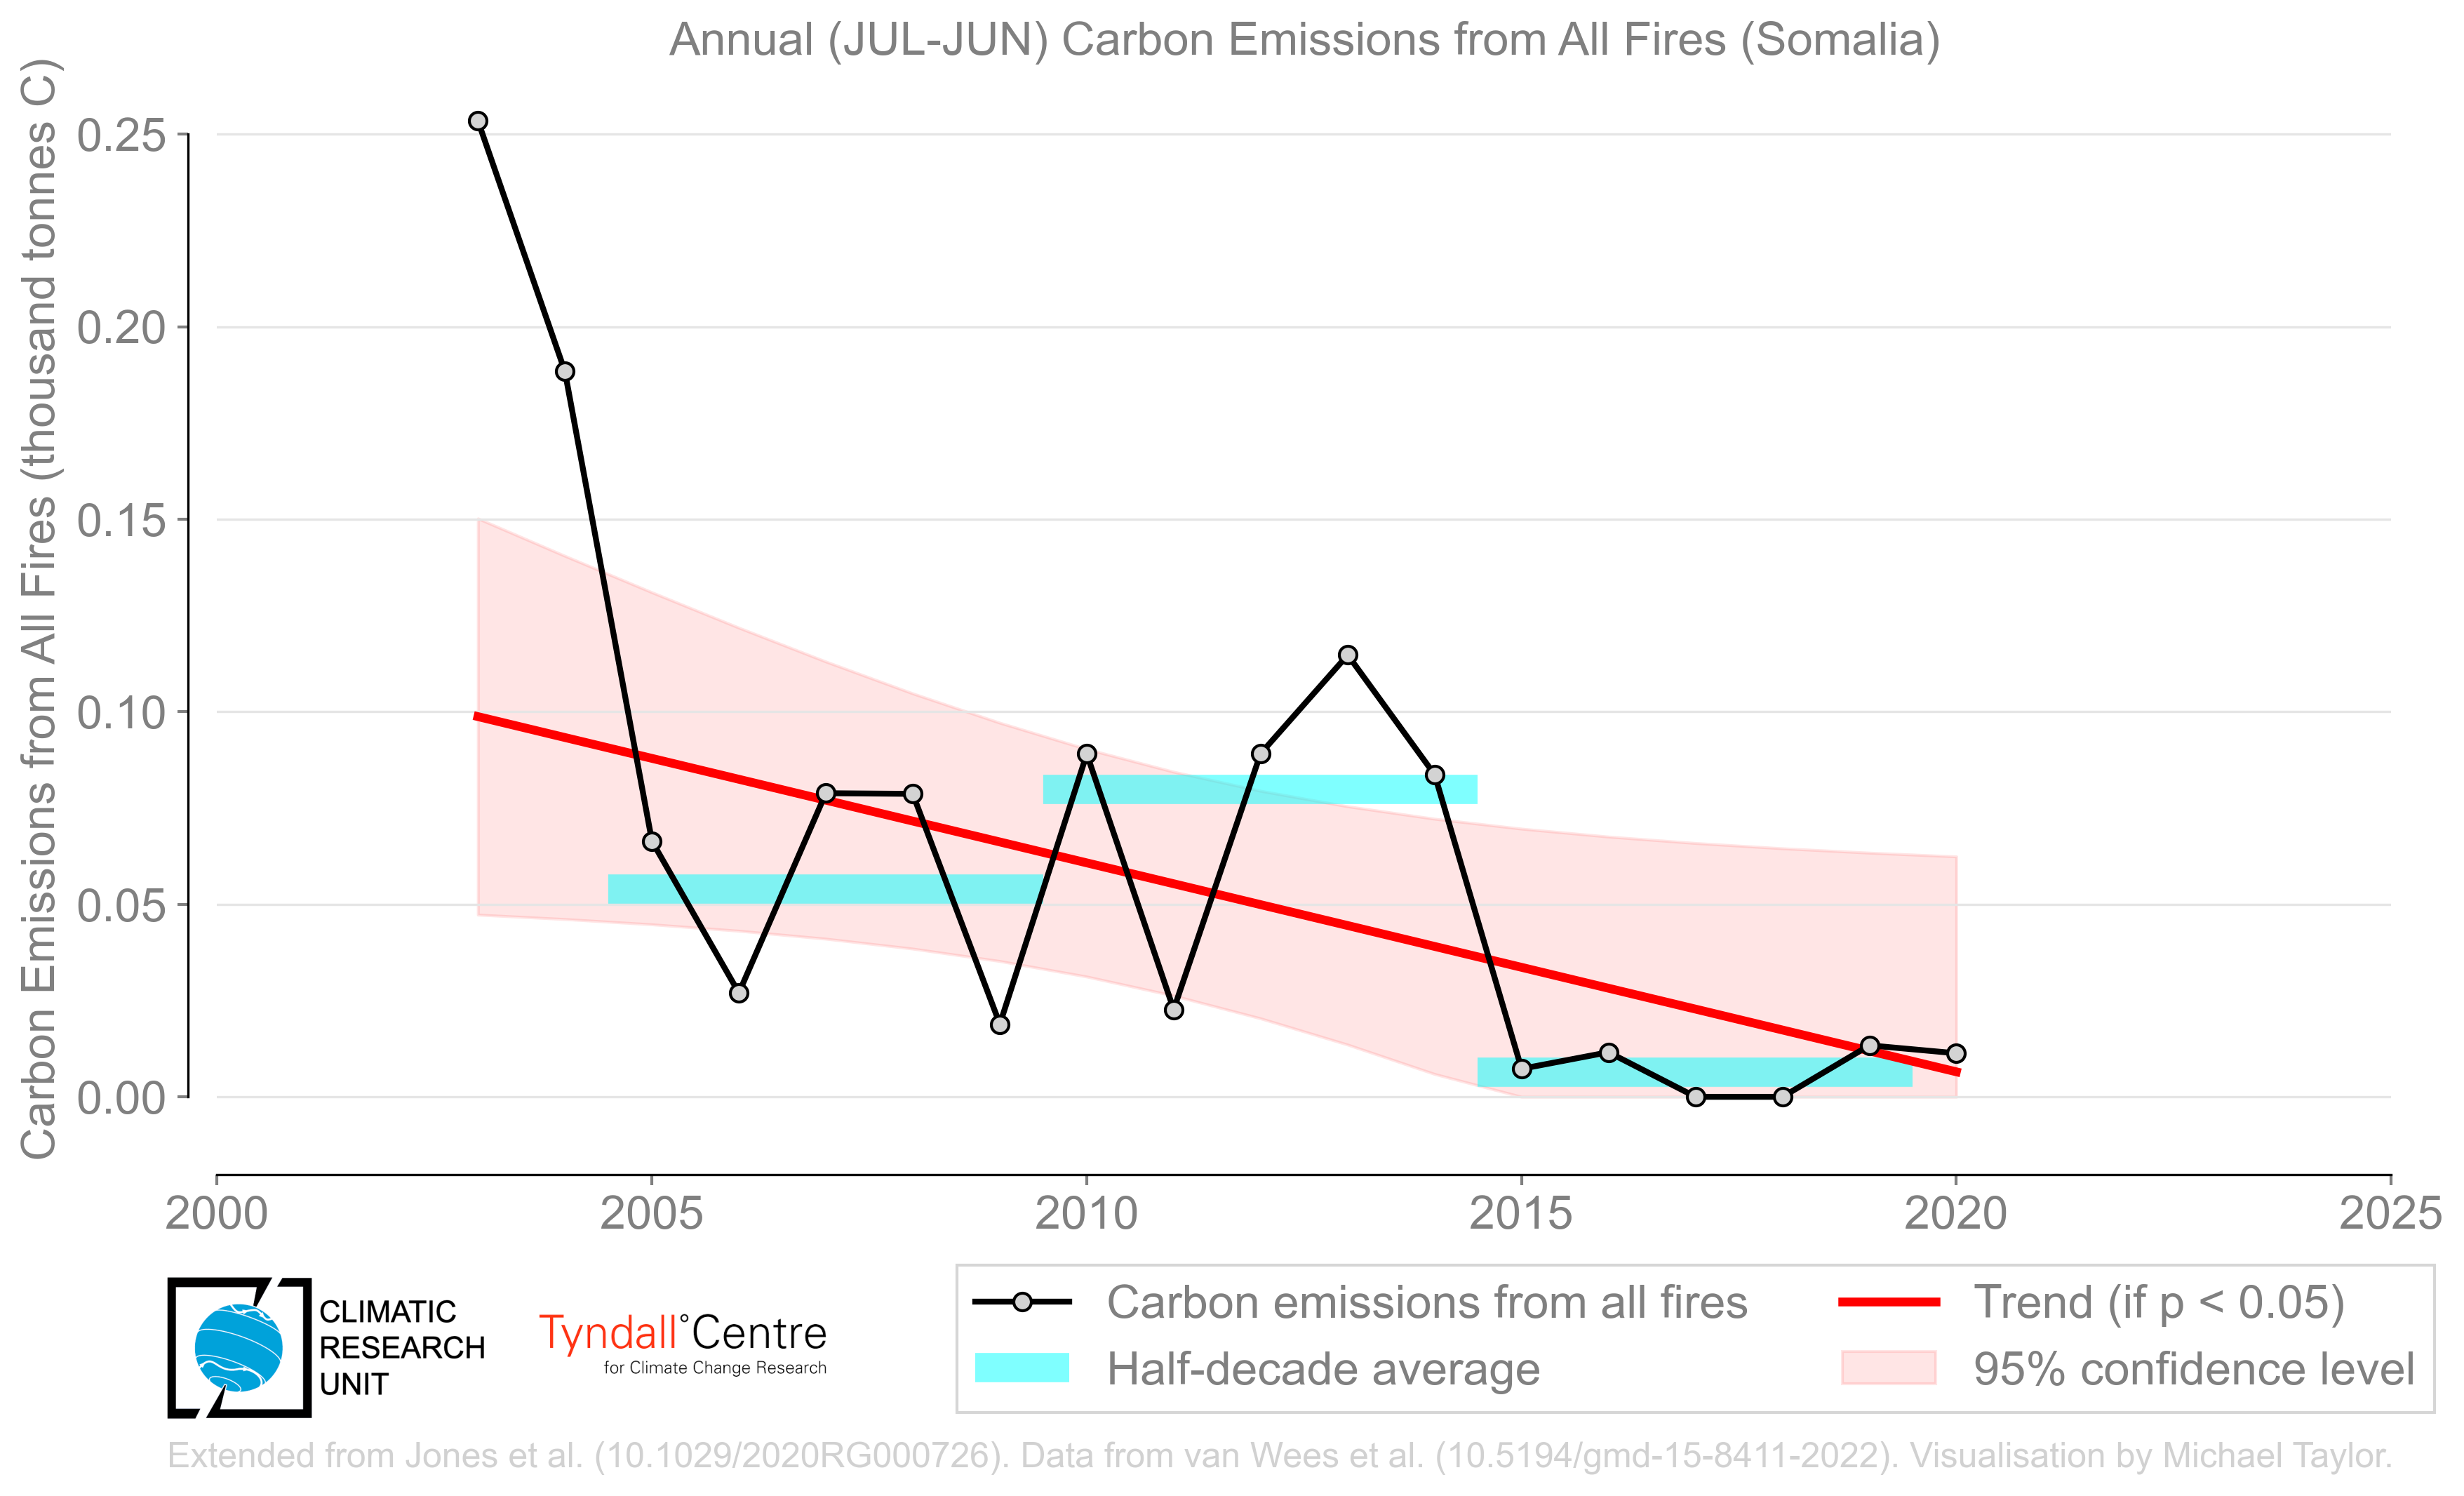 Annual (JUL-JUN) Carbon Emissions from All Fires (Somalia)
Carbon Emissions from All Fires (thousand tonnes C)
0.25
0.20
0.15
0.10
0.05
0.00
2000 2005 2010 2015 2020 2025
CLIMATIC
RESEARCH
UNIT
Tyndall°Centre
for Climate Change Research
Carbon emissions from all fires
Half-decade average
Trend (if p < 0.05)
95% confidence level
Extended from Jones et al. (10.1029/2020RG000726). Data from van Wees et al. (10.5194/gmd-15-8411-2022). Visualisation by Michael Taylor.